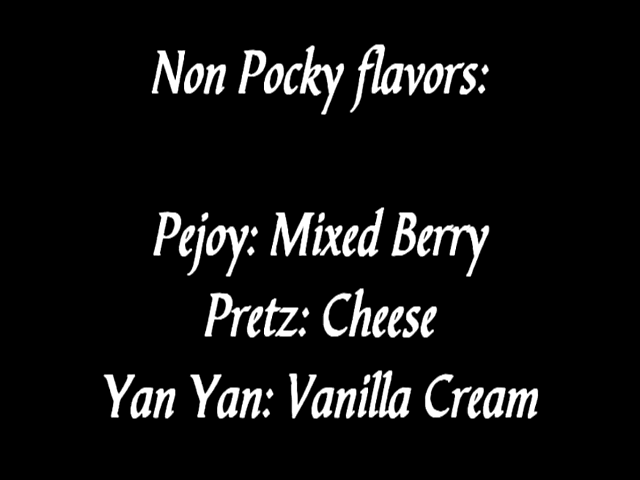 Non Pocky flavors:
Pejoy: Mixed Berry
Pretz: Cheese
Yan Yan: Vanilla Cream